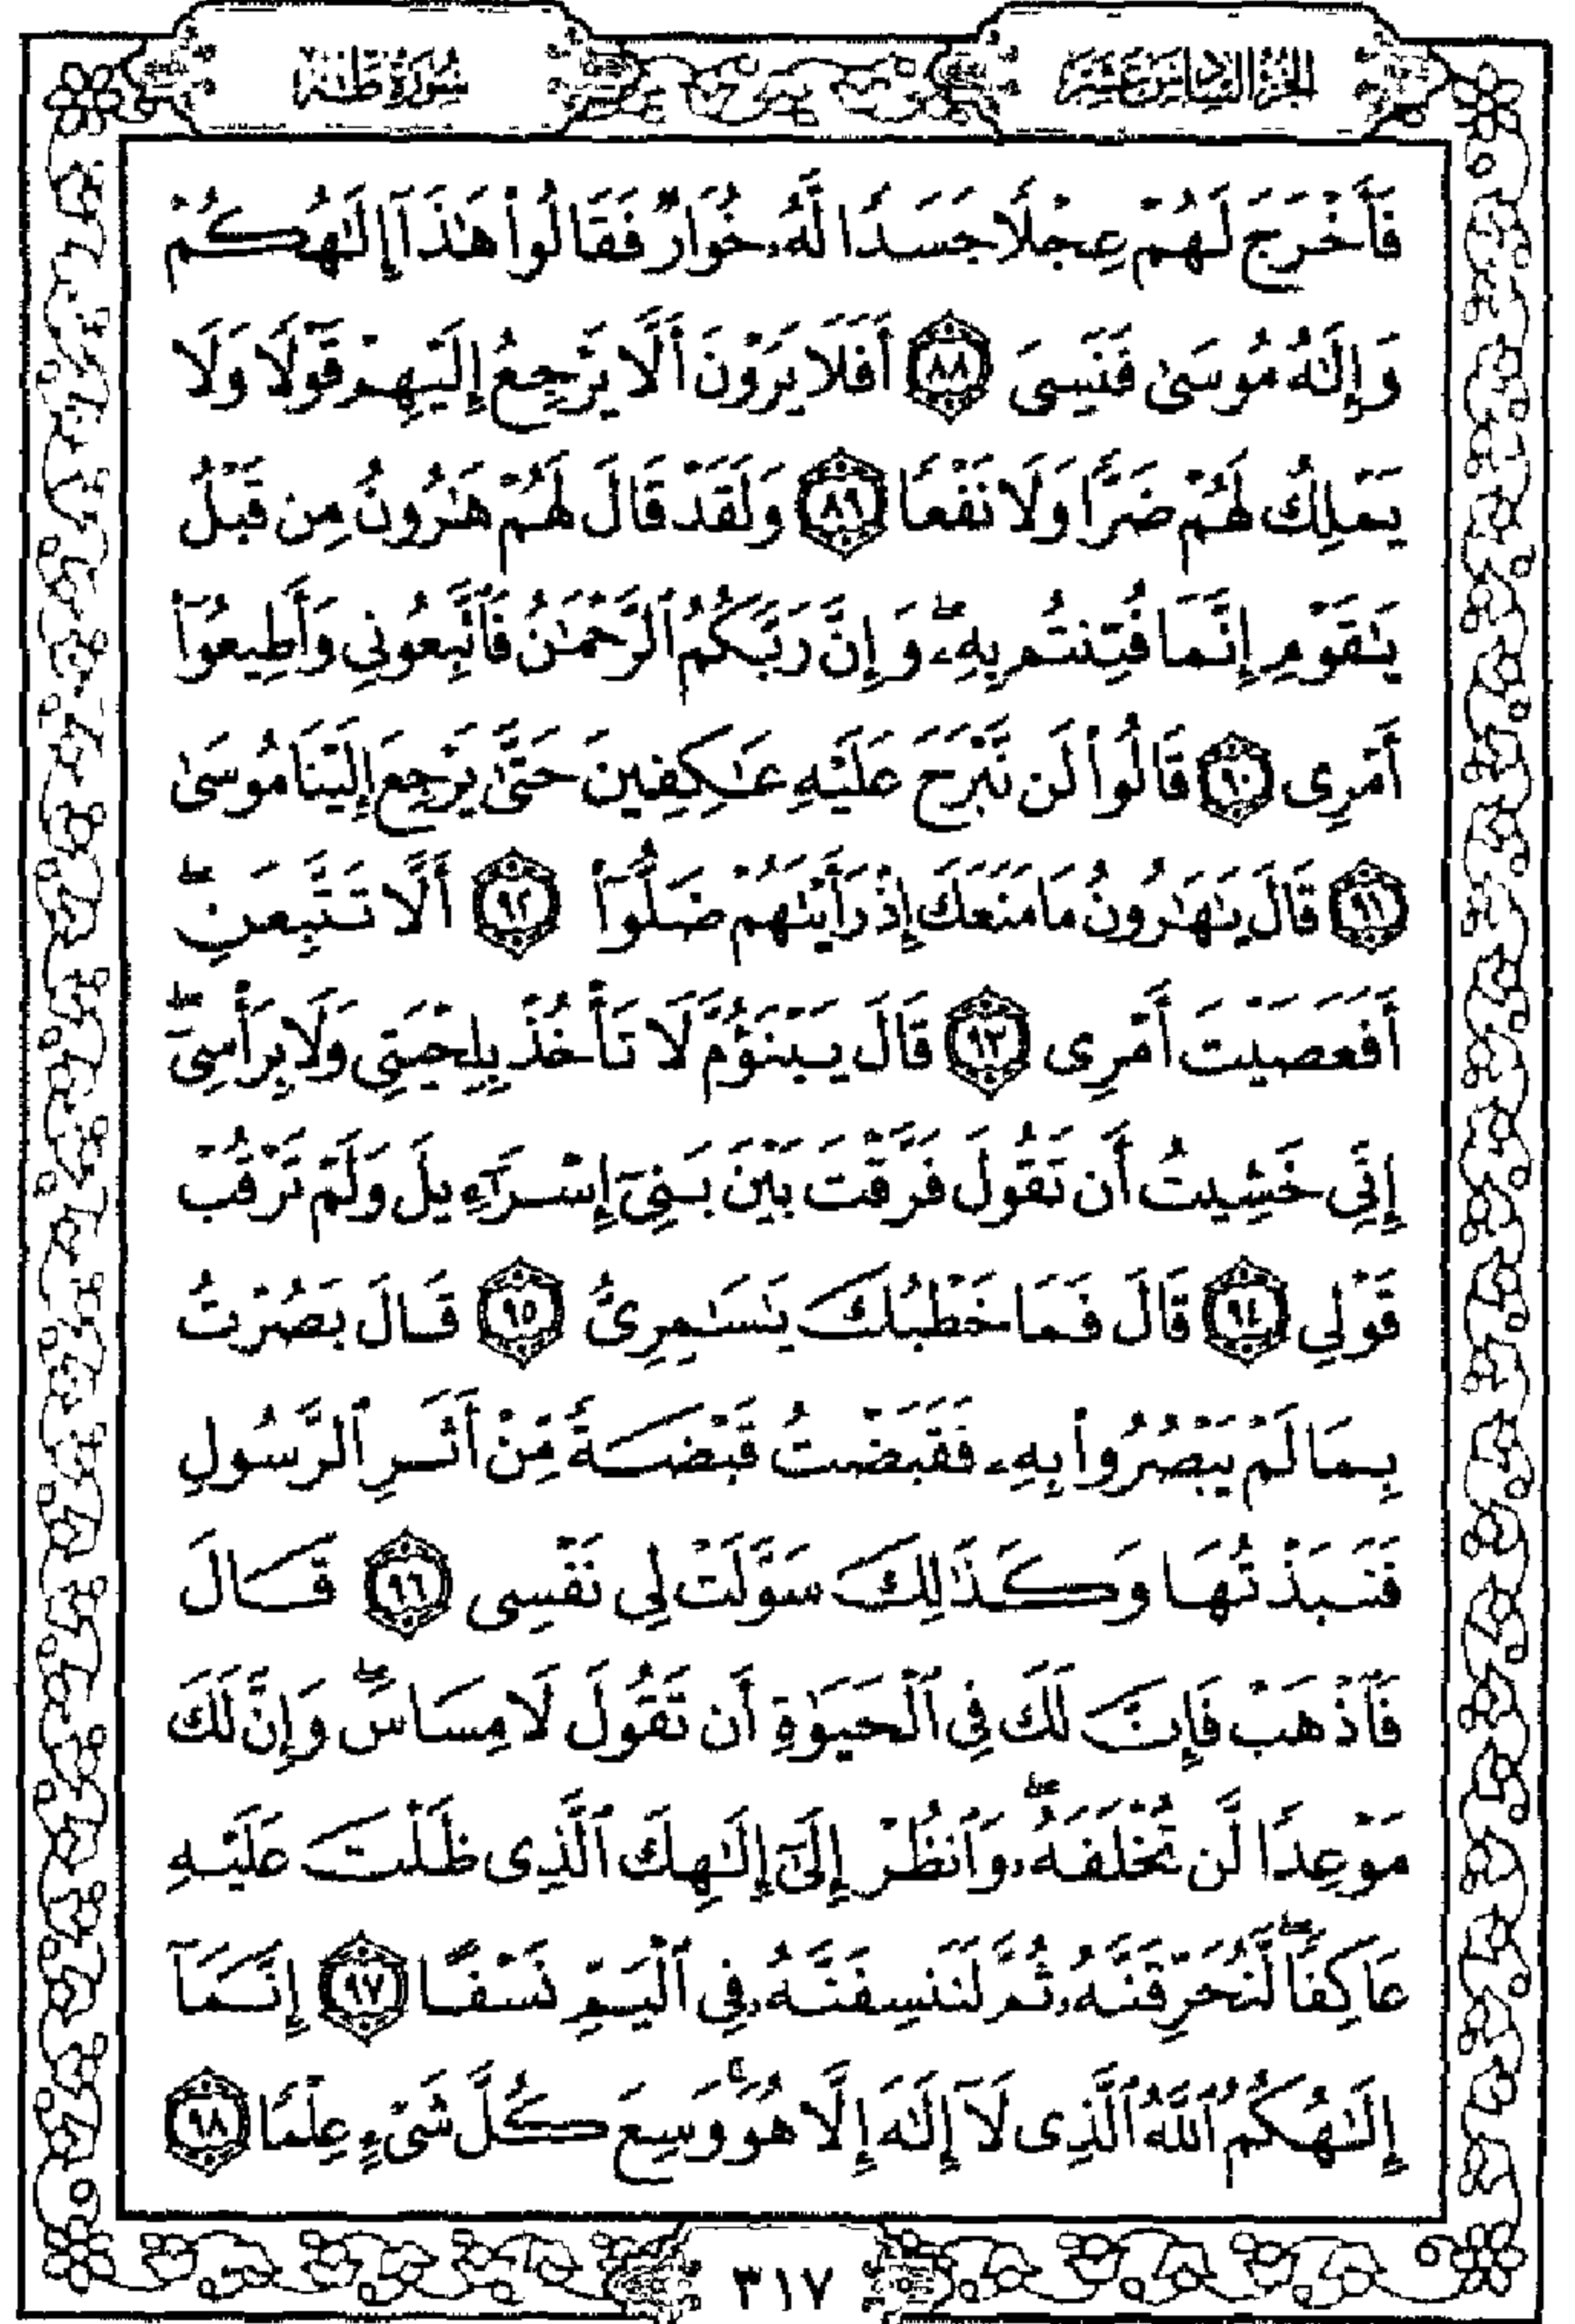 الجزء السادس عشر
سورة طه
فَأَخْرَجَ لَهُمْ عِجْلًا جَسَدًا لَّهُۥ خُوَارٌ فَقَالُوا۟ هَٰذَآ إِلَٰهُكُمْ
وَإِلَٰهُ مُوسَىٰ فَنَسِىَ ﴿٨٨﴾ أَفَلَا يَرَوْنَ أَلَّا يَرْجِعُ إِلَيْهِمْ قَوْلًا وَلَا
يَمْلِكُ لَهُمْ ضَرًّا وَلَا نَفْعًا ﴿٨٩﴾ وَلَقَدْ قَالَ لَهُمْ هَٰرُونُ مِن قَبْلُ
يَٰقَوْمِ إِنَّمَا فُتِنتُم بِهِۦ ۖ وَإِنَّ رَبَّكُمُ ٱلرَّحْمَٰنُ فَٱتَّبِعُونِى وَأَطِيعُوٓا۟
أَمْرِى ﴿٩٠﴾ قَالُوا۟ لَن نَّبْرَحَ عَلَيْهِ عَٰكِفِينَ حَتَّىٰ يَرْجِعَ إِلَيْنَا مُوسَىٰ
﴿٩١﴾ قَالَ يَٰهَٰرُونُ مَا مَنَعَكَ إِذْ رَأَيْتَهُمْ ضَلُّوٓا۟ ﴿٩٢﴾ أَلَّا تَتَّبِعَنِ ۖ
أَفَعَصَيْتَ أَمْرِى ﴿٩٣﴾ قَالَ يَبْنَؤُمَّ لَا تَأْخُذْ بِلِحْيَتِى وَلَا بِرَأْسِىٓ ۖ
إِنِّى خَشِيتُ أَن تَقُولَ فَرَّقْتَ بَيْنَ بَنِىٓ إِسْرَٰٓءِيلَ وَلَمْ تَرْقُبْ
قَوْلِى ﴿٩٤﴾ قَالَ فَمَا خَطْبُكَ يَٰسَٰمِرِىُّ ﴿٩٥﴾ قَالَ بَصُرْتُ
بِمَا لَمْ يَبْصُرُوا۟ بِهِۦ فَقَبَضْتُ قَبْضَةً مِّنْ أَثَرِ ٱلرَّسُولِ
فَنَبَذْتُهَا وَكَذَٰلِكَ سَوَّلَتْ لِى نَفْسِى ﴿٩٦﴾ قَالَ
فَٱذْهَبْ فَإِنَّ لَكَ فِى ٱلْحَيَوٰةِ أَن تَقُولَ لَا مِسَاسَ ۖ وَإِنَّ لَكَ
مَوْعِدًا لَّن تُخْلَفَهُۥ ۖ وَٱنظُرْ إِلَىٰٓ إِلَٰهِكَ ٱلَّذِى ظَلْتَ عَلَيْهِ
عَاكِفًا ۖ لَّنُحَرِّقَنَّهُۥ ثُمَّ لَنَنسِفَنَّهُۥ فِى ٱلْيَمِّ نَسْفًا ﴿٩٧﴾ إِنَّمَآ
إِلَٰهُكُمُ ٱللَّهُ ٱلَّذِى لَآ إِلَٰهَ إِلَّا هُوَ ۚ وَسِعَ كُلَّ شَىْءٍ عِلْمًا ﴿٩٨﴾
٣١٧